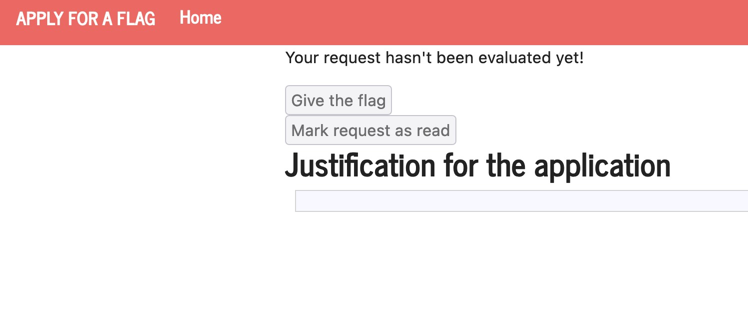 APPLY FOR A FLAG Home
Your request hasn't been evaluated yet!
Give the flag
Mark request as read
Justification for the application